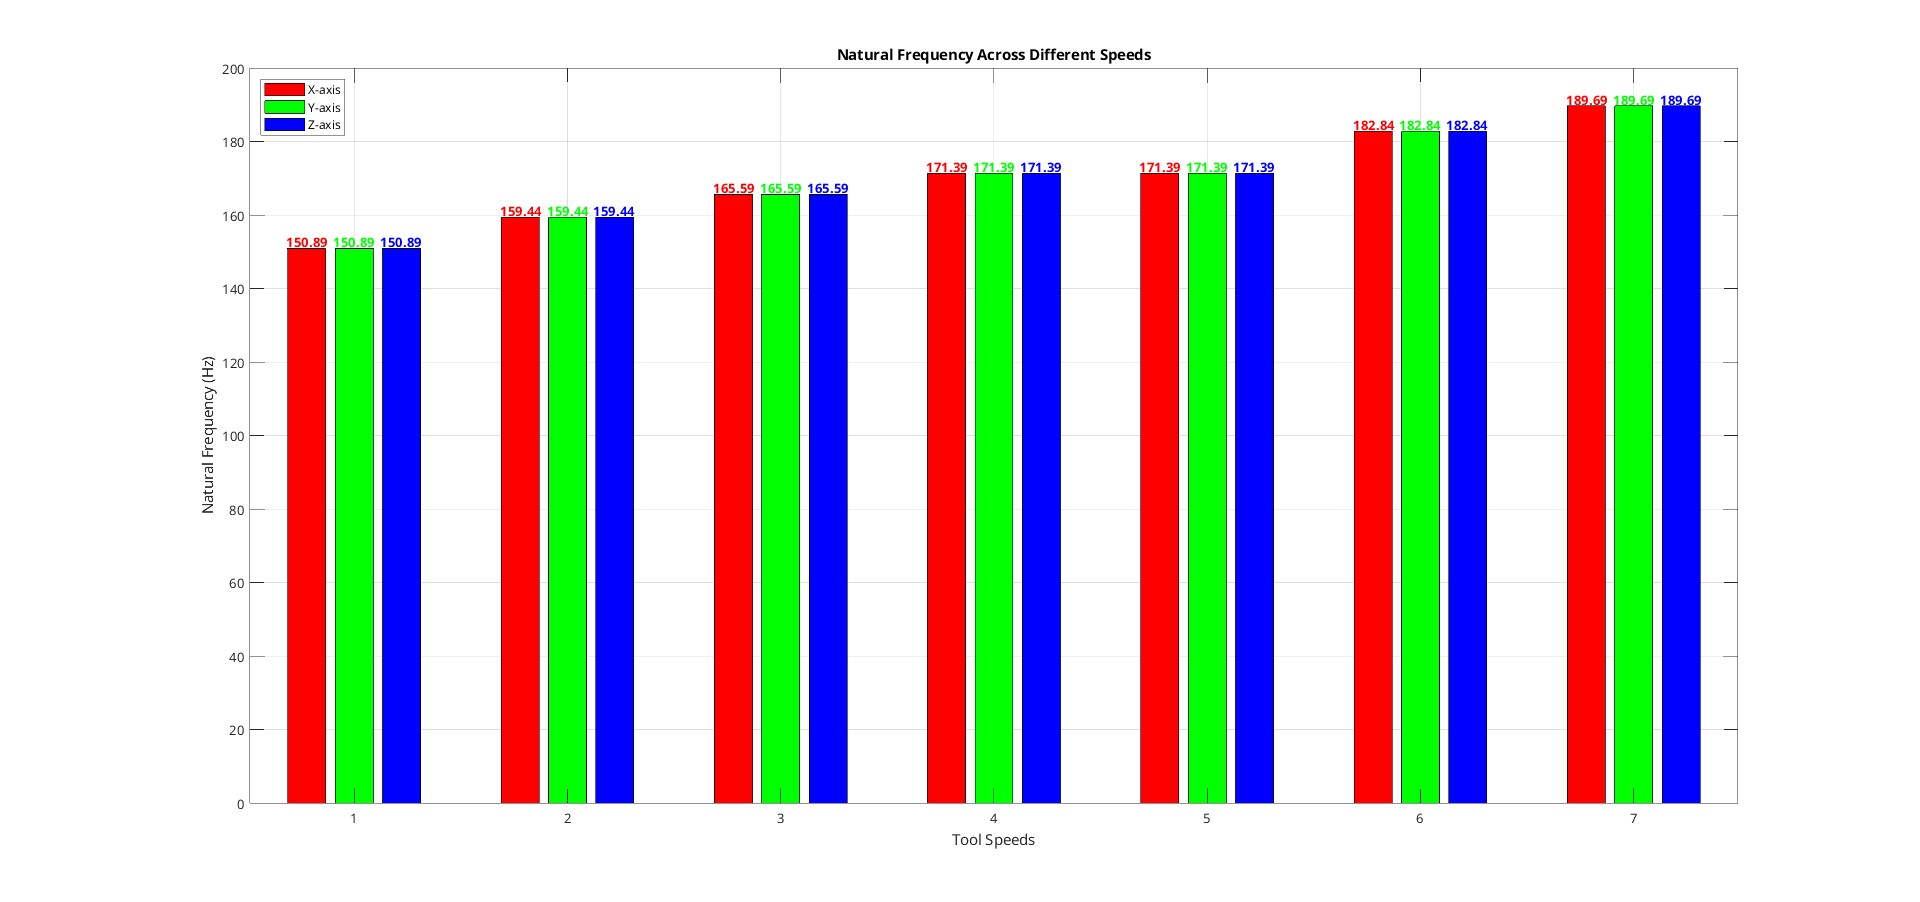 Natural Frequency Across Different Speeds
X-axis
Y-axis
Z-axis
Natural Frequency (Hz)
200
180
160
140
120
100
80
60
40
20
0
150.89 150.89 150.89
159.44 159.44 159.44
165.59 165.59 165.59
171.39 171.39 171.39
171.39 171.39 171.39
182.84 182.84 182.84
189.69 189.69 189.69
1 2 3 4 5 6 7
Tool Speeds